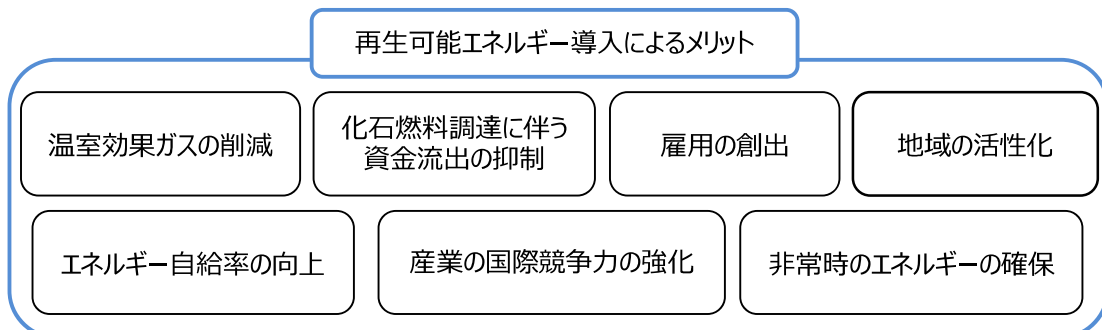 再生可能エネルギー導入によるメリット
温室効果ガスの削減
化石燃料調達に伴う
資金流出の抑制
雇用の創出
地域の活性化
エネルギー自給率の向上
産業の国際競争力の強化
非常時のエネルギーの確保